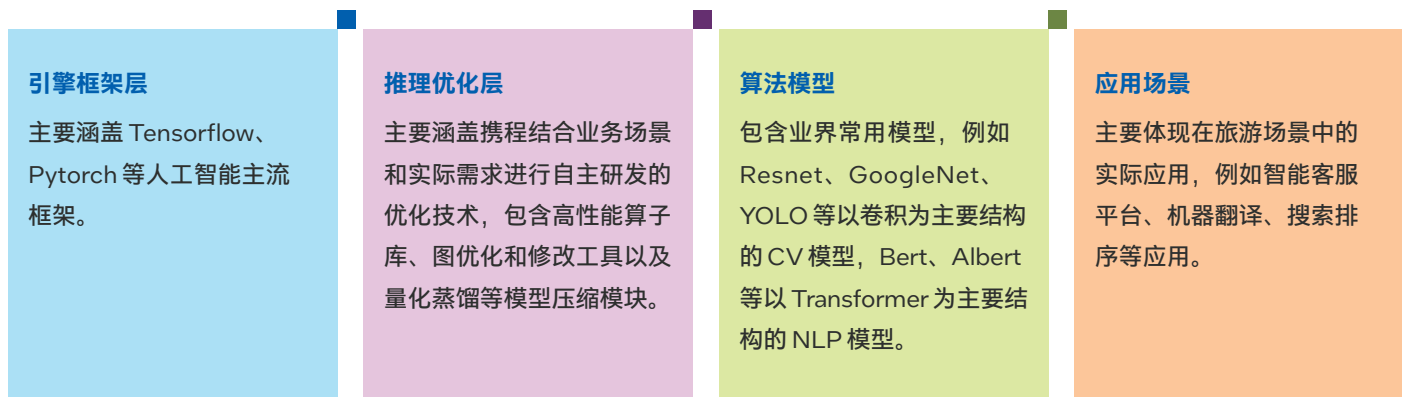 引擎框架层
主要涵盖 Tensorflow、
Pytorch 等人工智能主流
框架。
推理优化层
主要涵盖携程结合业务场景
和实际需求进行自主研发的
优化技术，包含高性能算子
库、图优化和修改工具以及
量化蒸馏等模型压缩模块。
算法模型
包含业界常用模型，例如
Resnet、GoogleNet、
YOLO 等以卷积为主要结构
的 CV 模型，Bert、Albert
等以 Transformer 为主要结
构的 NLP 模型。
应用场景
主要体现在旅游场景中的
实际应用，例如智能客服
平台、机器翻译、搜索排
序等应用。